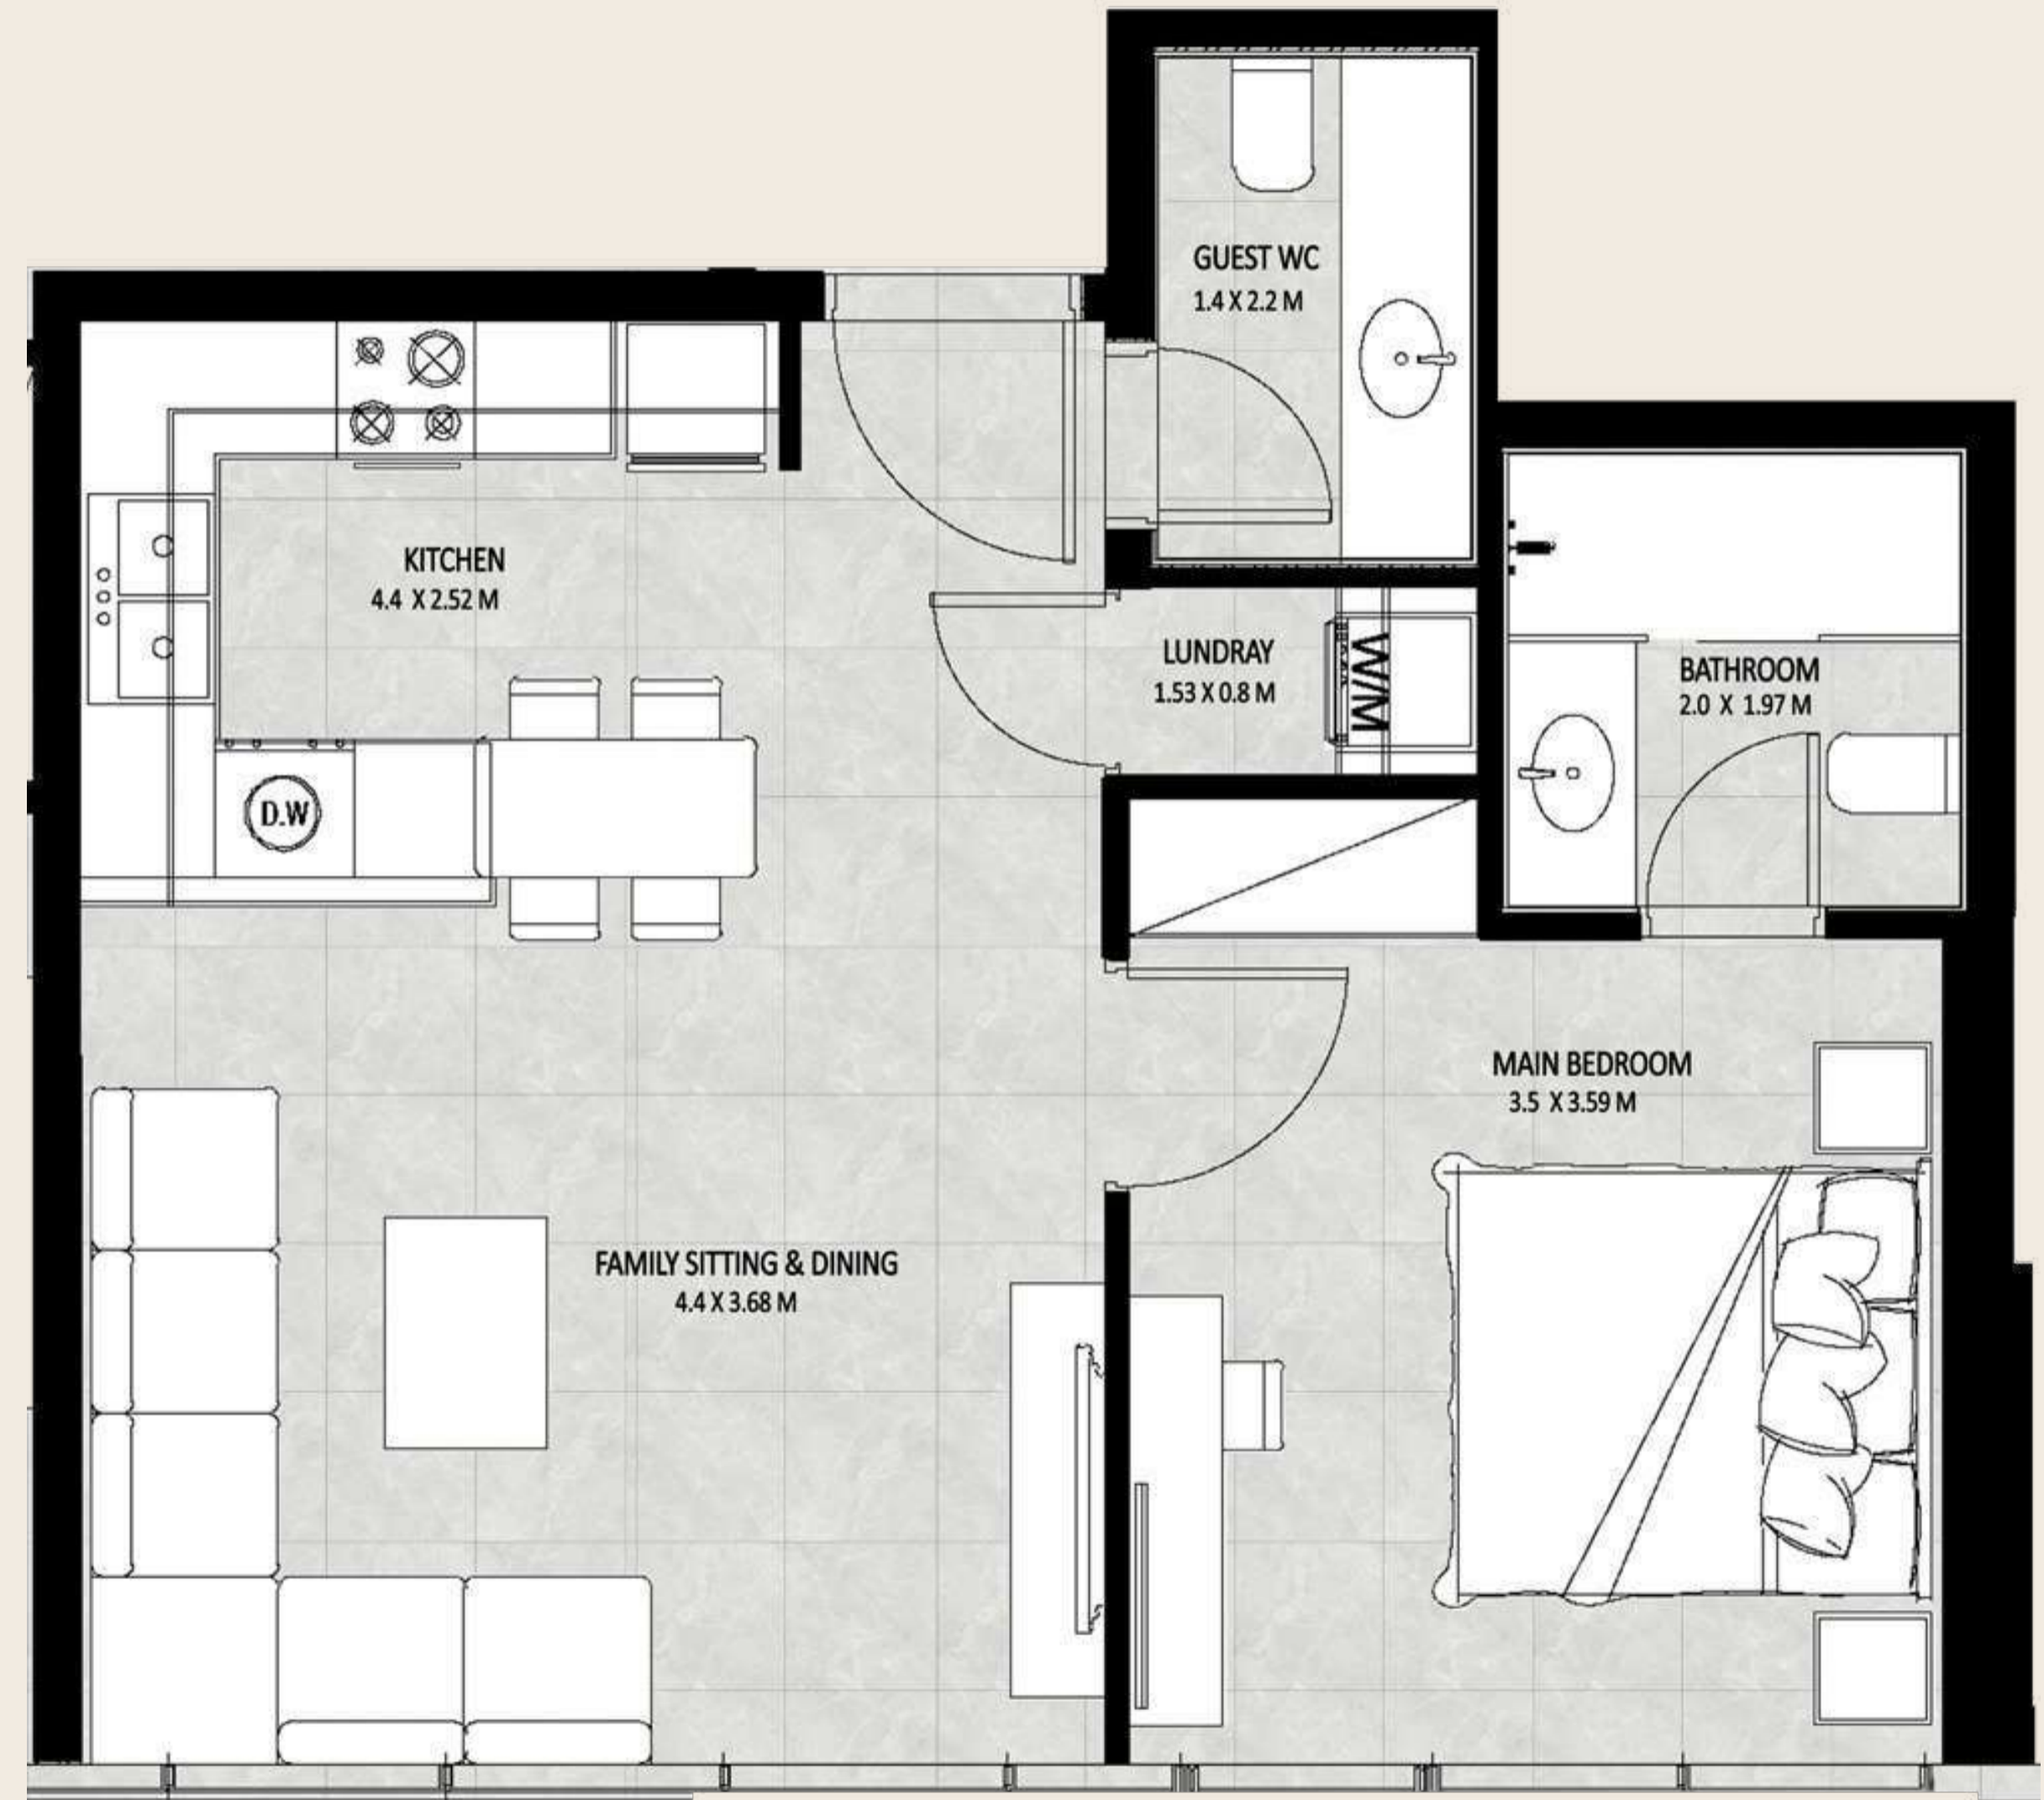 GUEST WC
1.4 X 2.2 M
KITCHEN
4.4 X 2.52 M
LUNDRAY
1.53 X 0.8 M
W/M
BATHROOM
2.0 X 1.97 M
D.W
MAIN BEDROOM
3.5 X 3.59 M
FAMILY SITTING & DINING
4.4 X 3.68 M